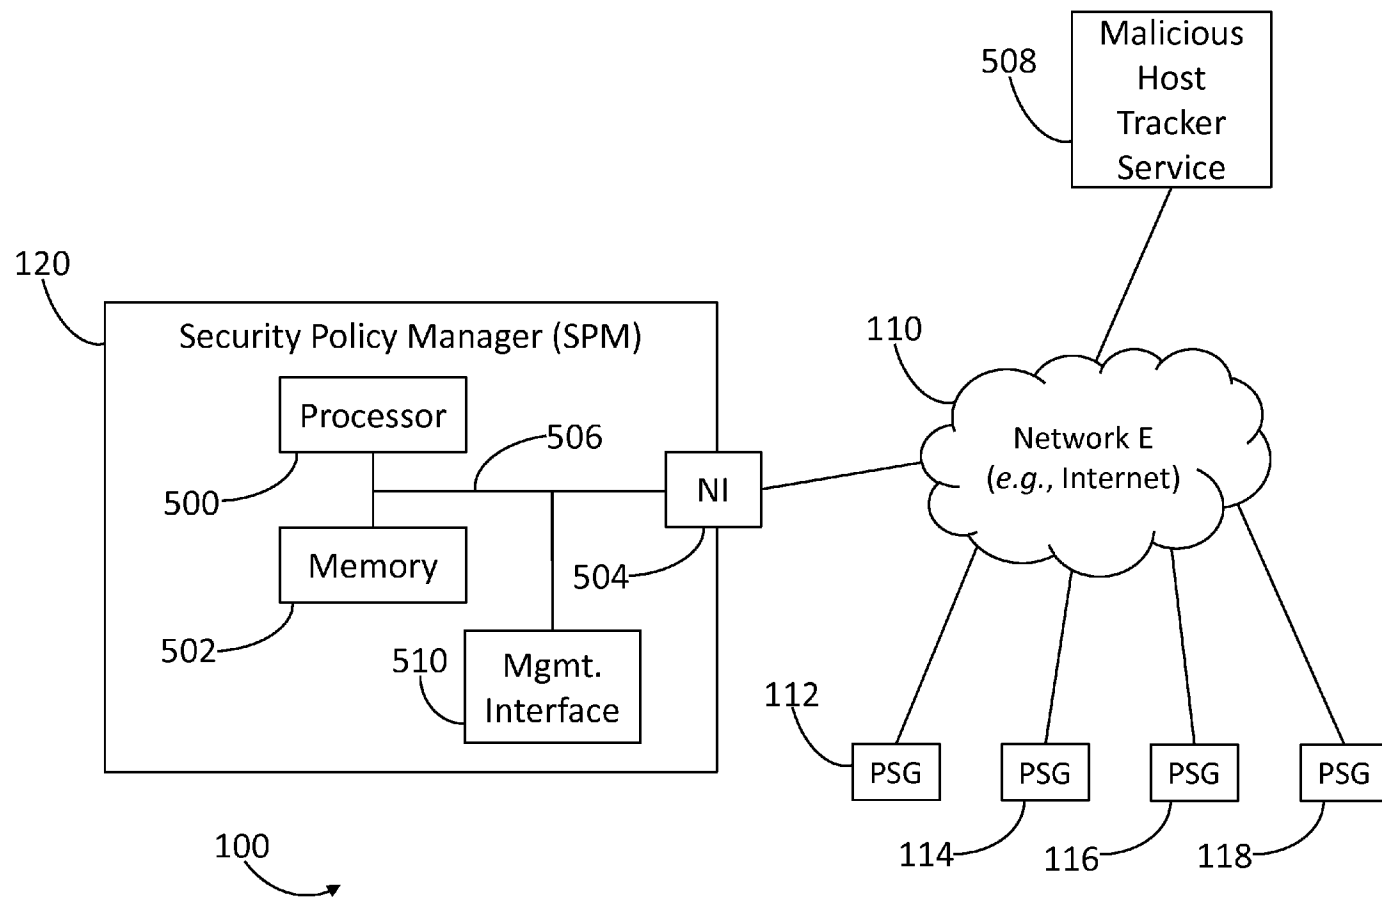 Malicious
Host
Tracker
Service
508
120
Security Policy Manager (SPM)
110
Processor
506
Network E
(e.g., Internet)
500
NI
Memory
504
502
510
Mgmt.
Interface
112
PSG
PSG
PSG
PSG
114
116
118
100